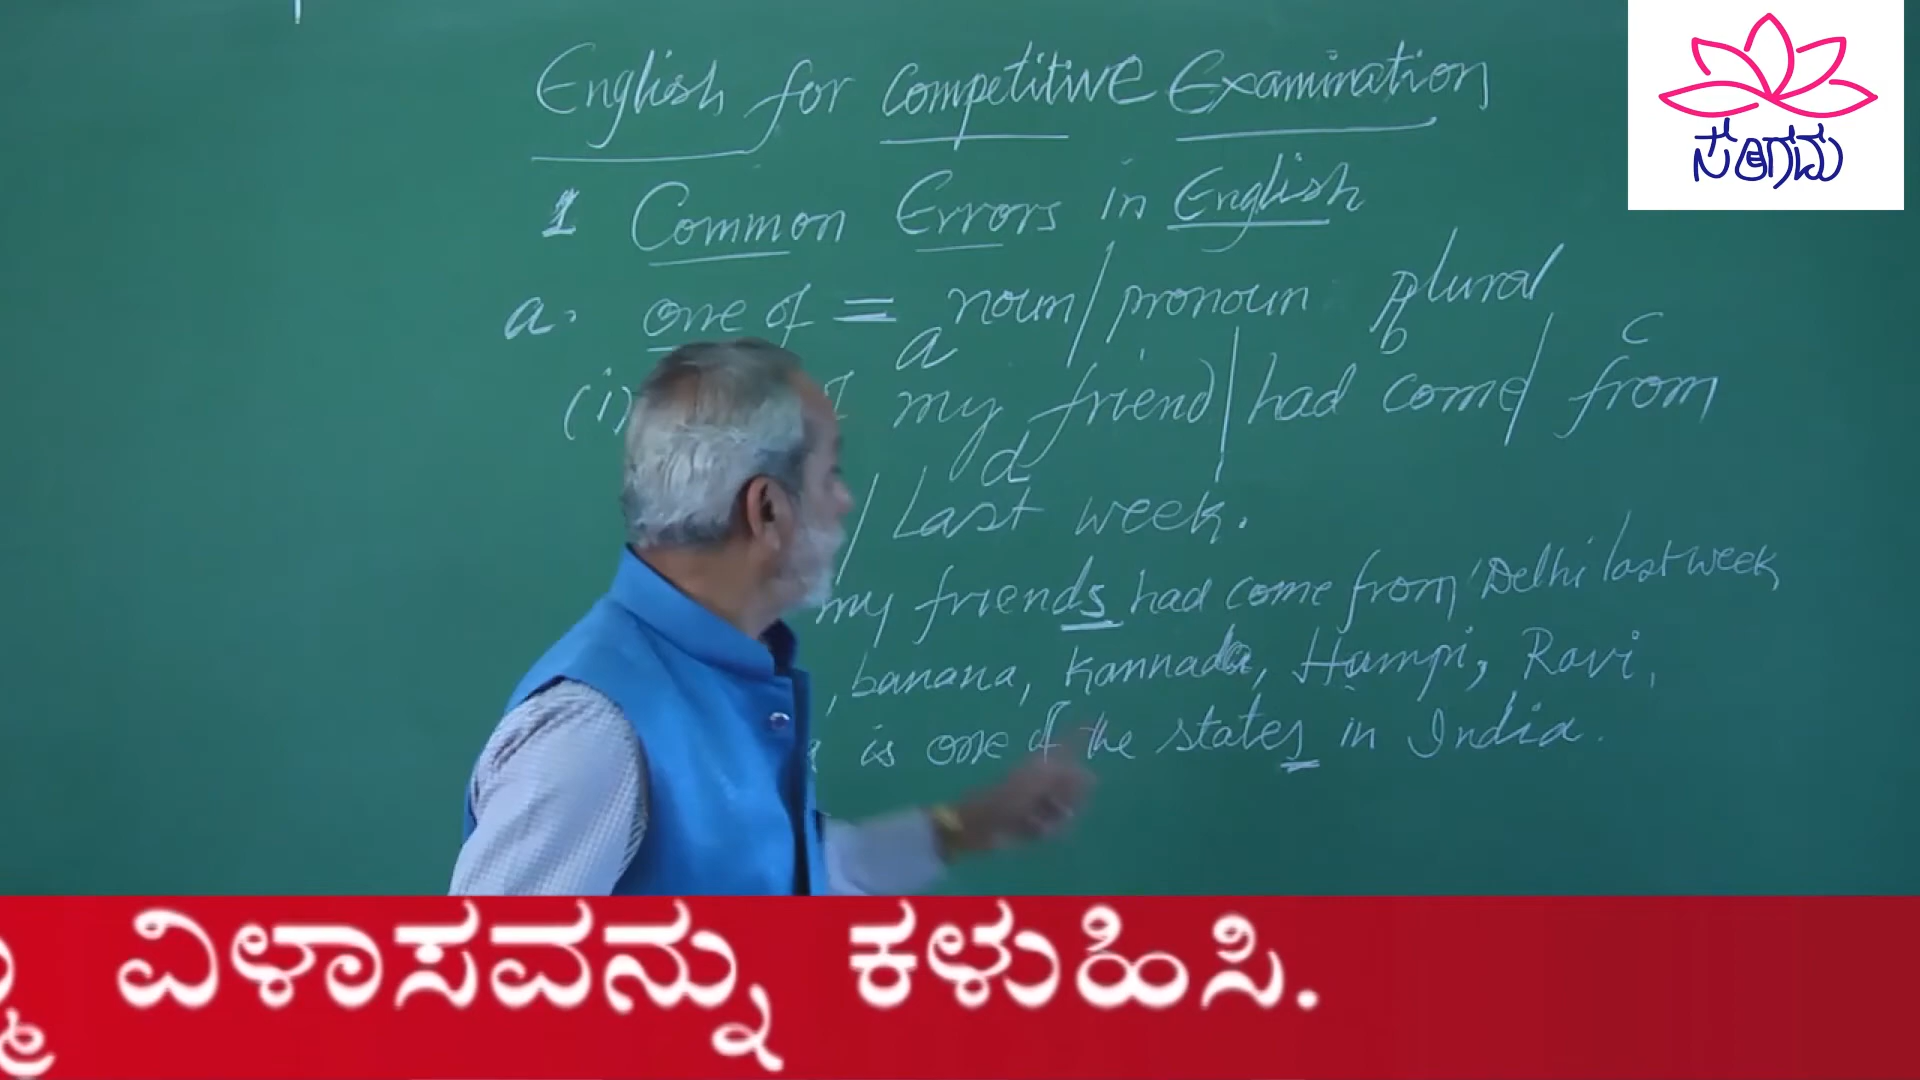 English for Competitive Examination
ಸರಿಗಮ
1 Common Errors in English
a. one of = noun/pronoun plural
a b c
(i) my friend/had come/from
d
/Last week.
my friends had come from Delhi last week
, banana, Kannada, Hampi, Ravi,
is one of the states in India.
ವಿಳಾಸವನ್ನು ಕಳುಹಿಸಿ.